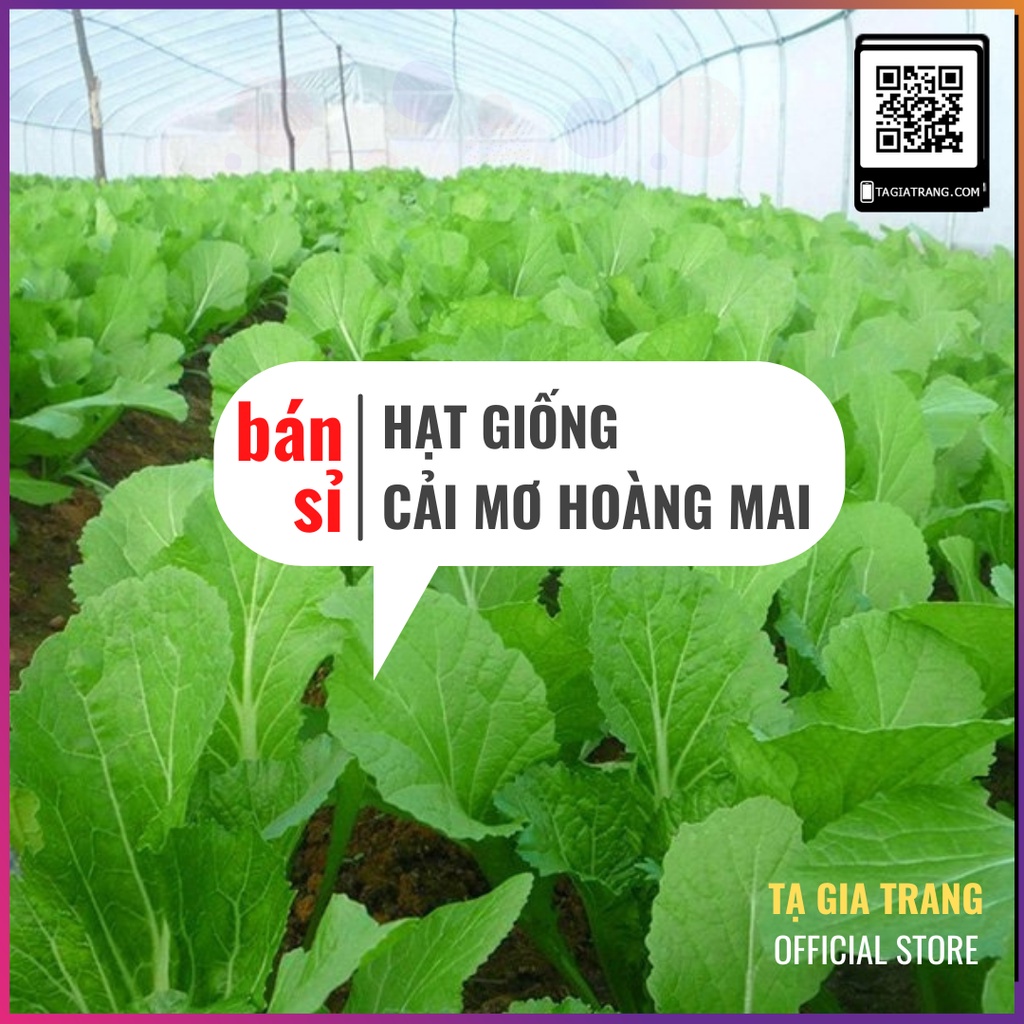 TAGIATRANG.COM
bán
sỉ
HẠT GIỐNG
CẢI MƠ HOÀNG MAI
TẠ GIA TRANG
OFFICIAL STORE